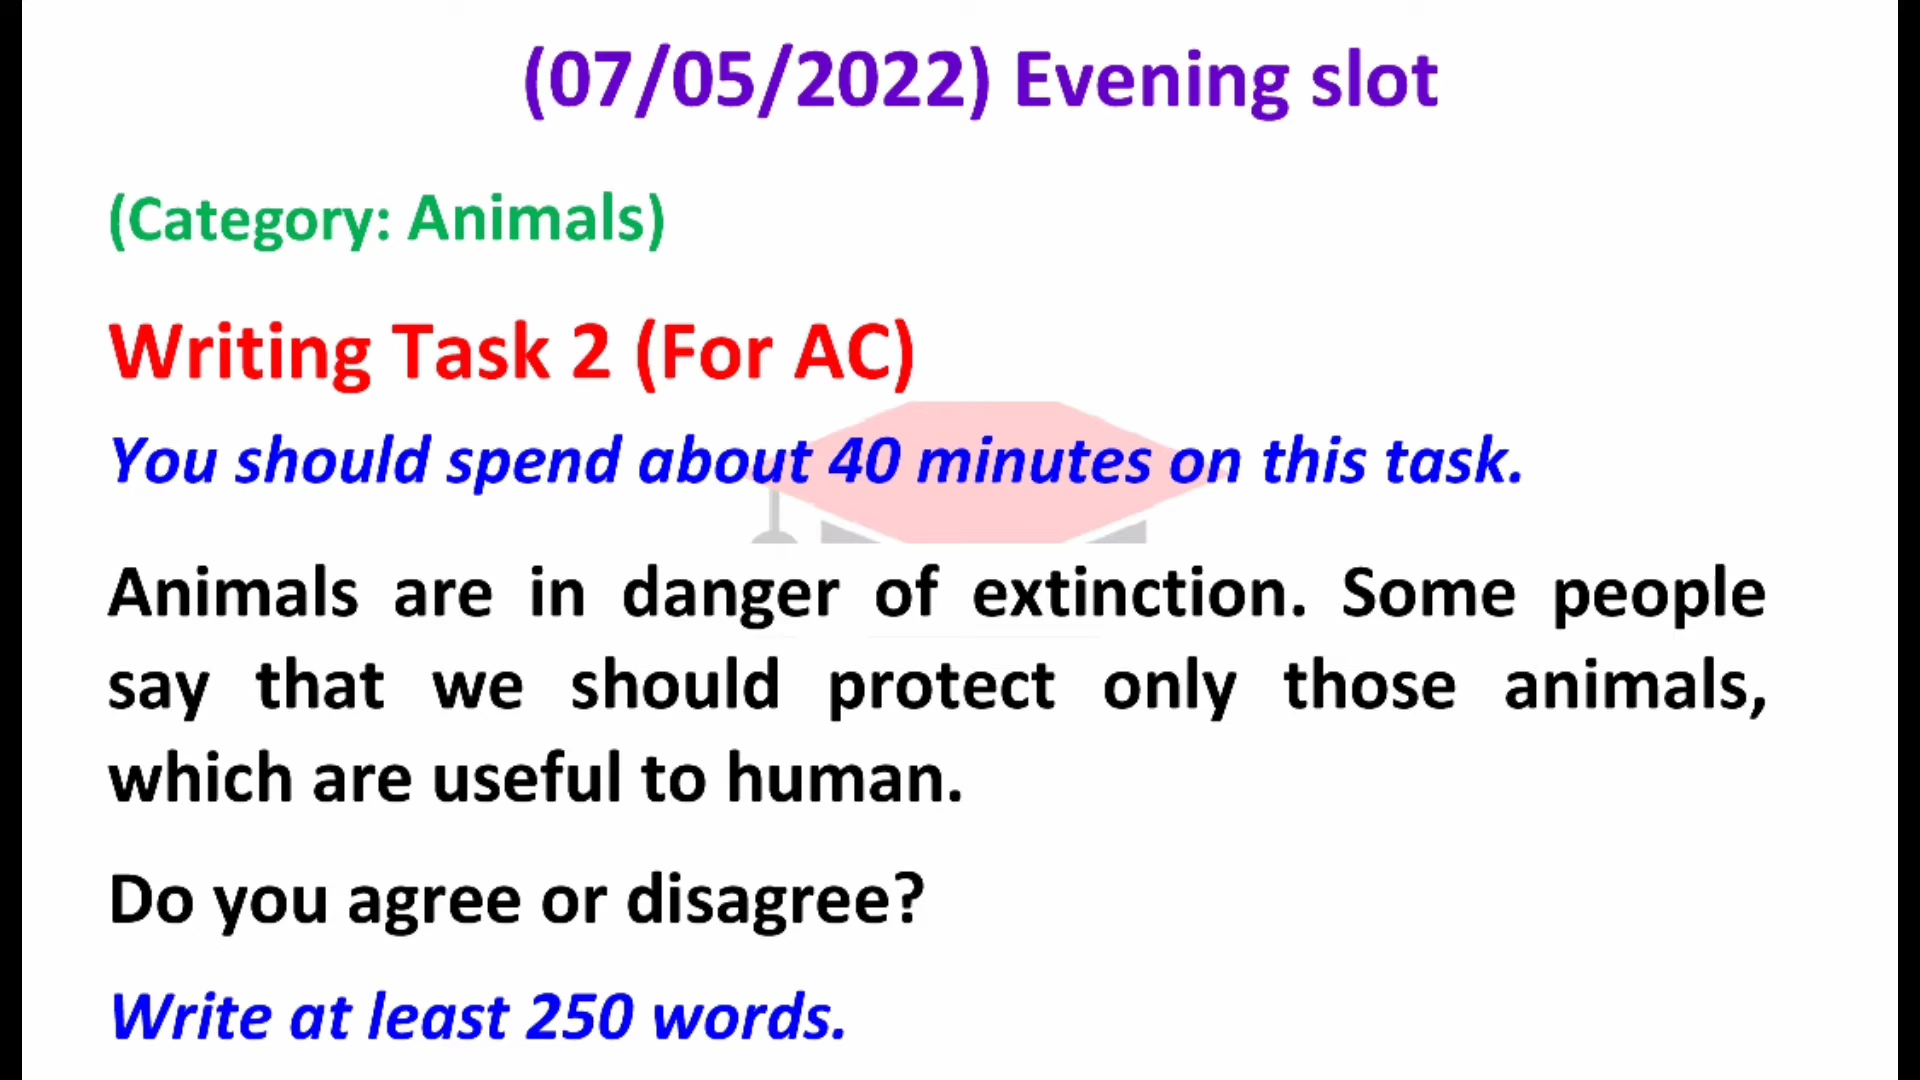 (07/05/2022) Evening slot
(Category: Animals)
Writing Task 2 (For AC)
You should spend about 40 minutes on this task.
Animals are in danger of extinction. Some people
say that we should protect only those animals,
which are useful to human.
Do you agree or disagree?
Write at least 250 words.